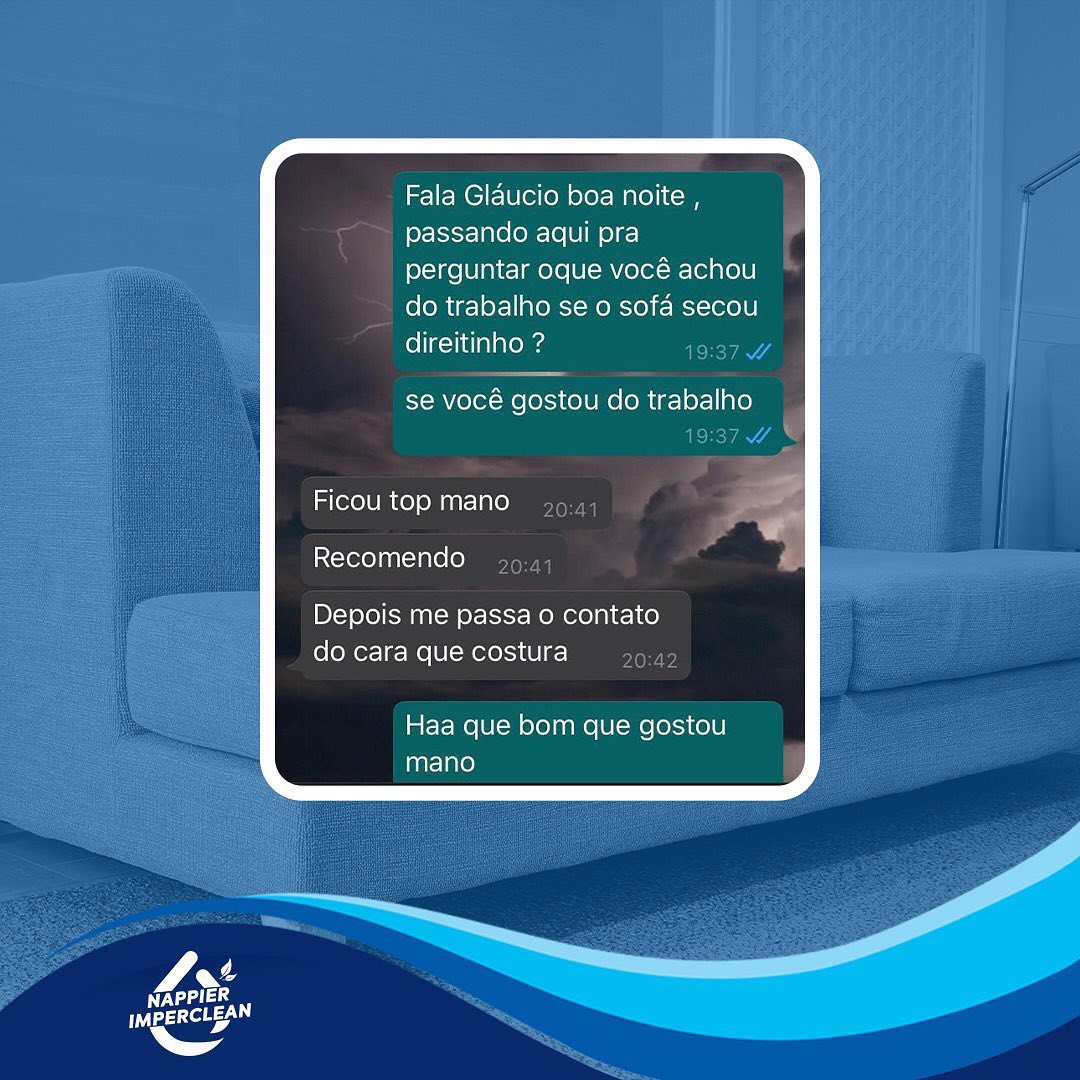 Fala Gláucio boa noite ,
passando aqui pra
perguntar oque você achou
do trabalho se o sofá secou
direitinho ?
19:37
se você gostou do trabalho
19:37
Ficou top mano
20:41
Recomendo
20:41
Depois me passa o contato
do cara que costura
20:42
Haa que bom que gostou
mano
NAPPIER
IMPERCLEAN